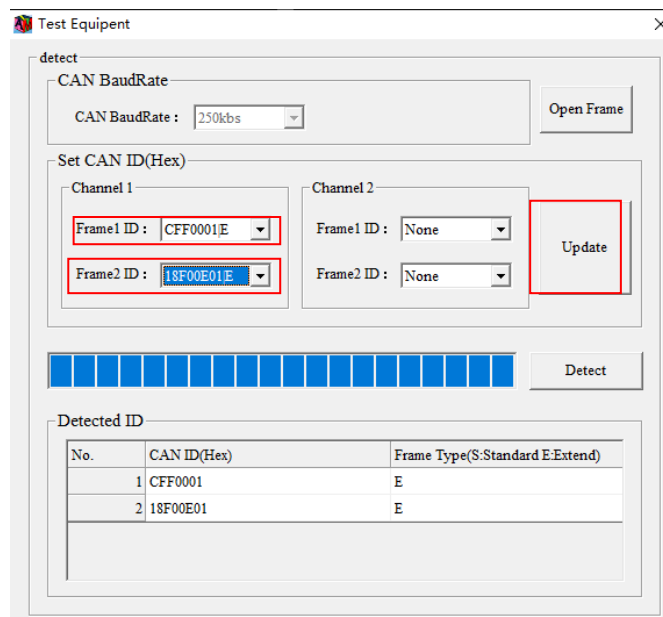 Test Equipent
detect
CAN BaudRate
CAN BaudRate : 250kbs
Open Frame
Set CAN ID(Hex)
Channel 1
Frame1 ID : CFF0001|E
Frame2 ID : 18F00E01|E
Channel 2
Frame1 ID : None
Frame2 ID : None
Update
Detect
Detected ID
No. CAN ID(Hex) Frame Type(S:Standard E:Extend)
1 CFF0001 E
2 18F00E01 E